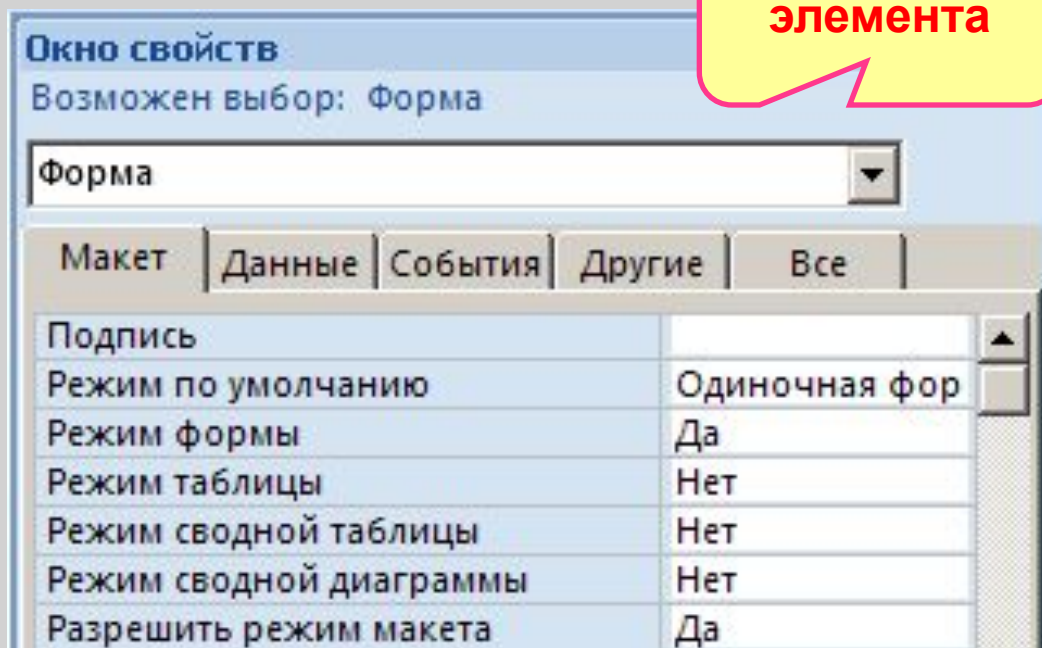 элемента
Окно свойств
Возможен выбор: Форма
Форма
Макет Данные События Другие Все
Подпись
Режим по умолчанию Одиночная фор
Режим формы Да
Режим таблицы Нет
Режим сводной таблицы Нет
Режим сводной диаграммы Нет
Разрешить режим макета Да